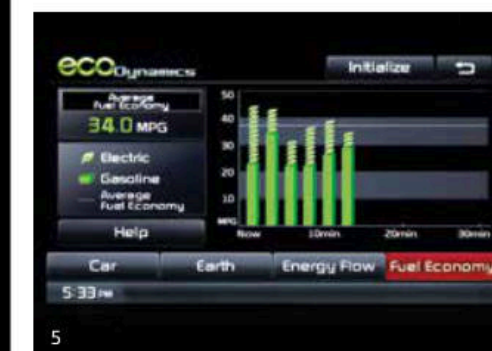 eco Dynamics
Initialize
Average
Fuel Economy
34.0 MPG
Electric
Gasoline
Average
Fuel Economy
Help
50
40
30
20
10
MPG
Now 10min 20min 30min
Car Earth Energy Flow Fuel Economy
5:33 PM
5